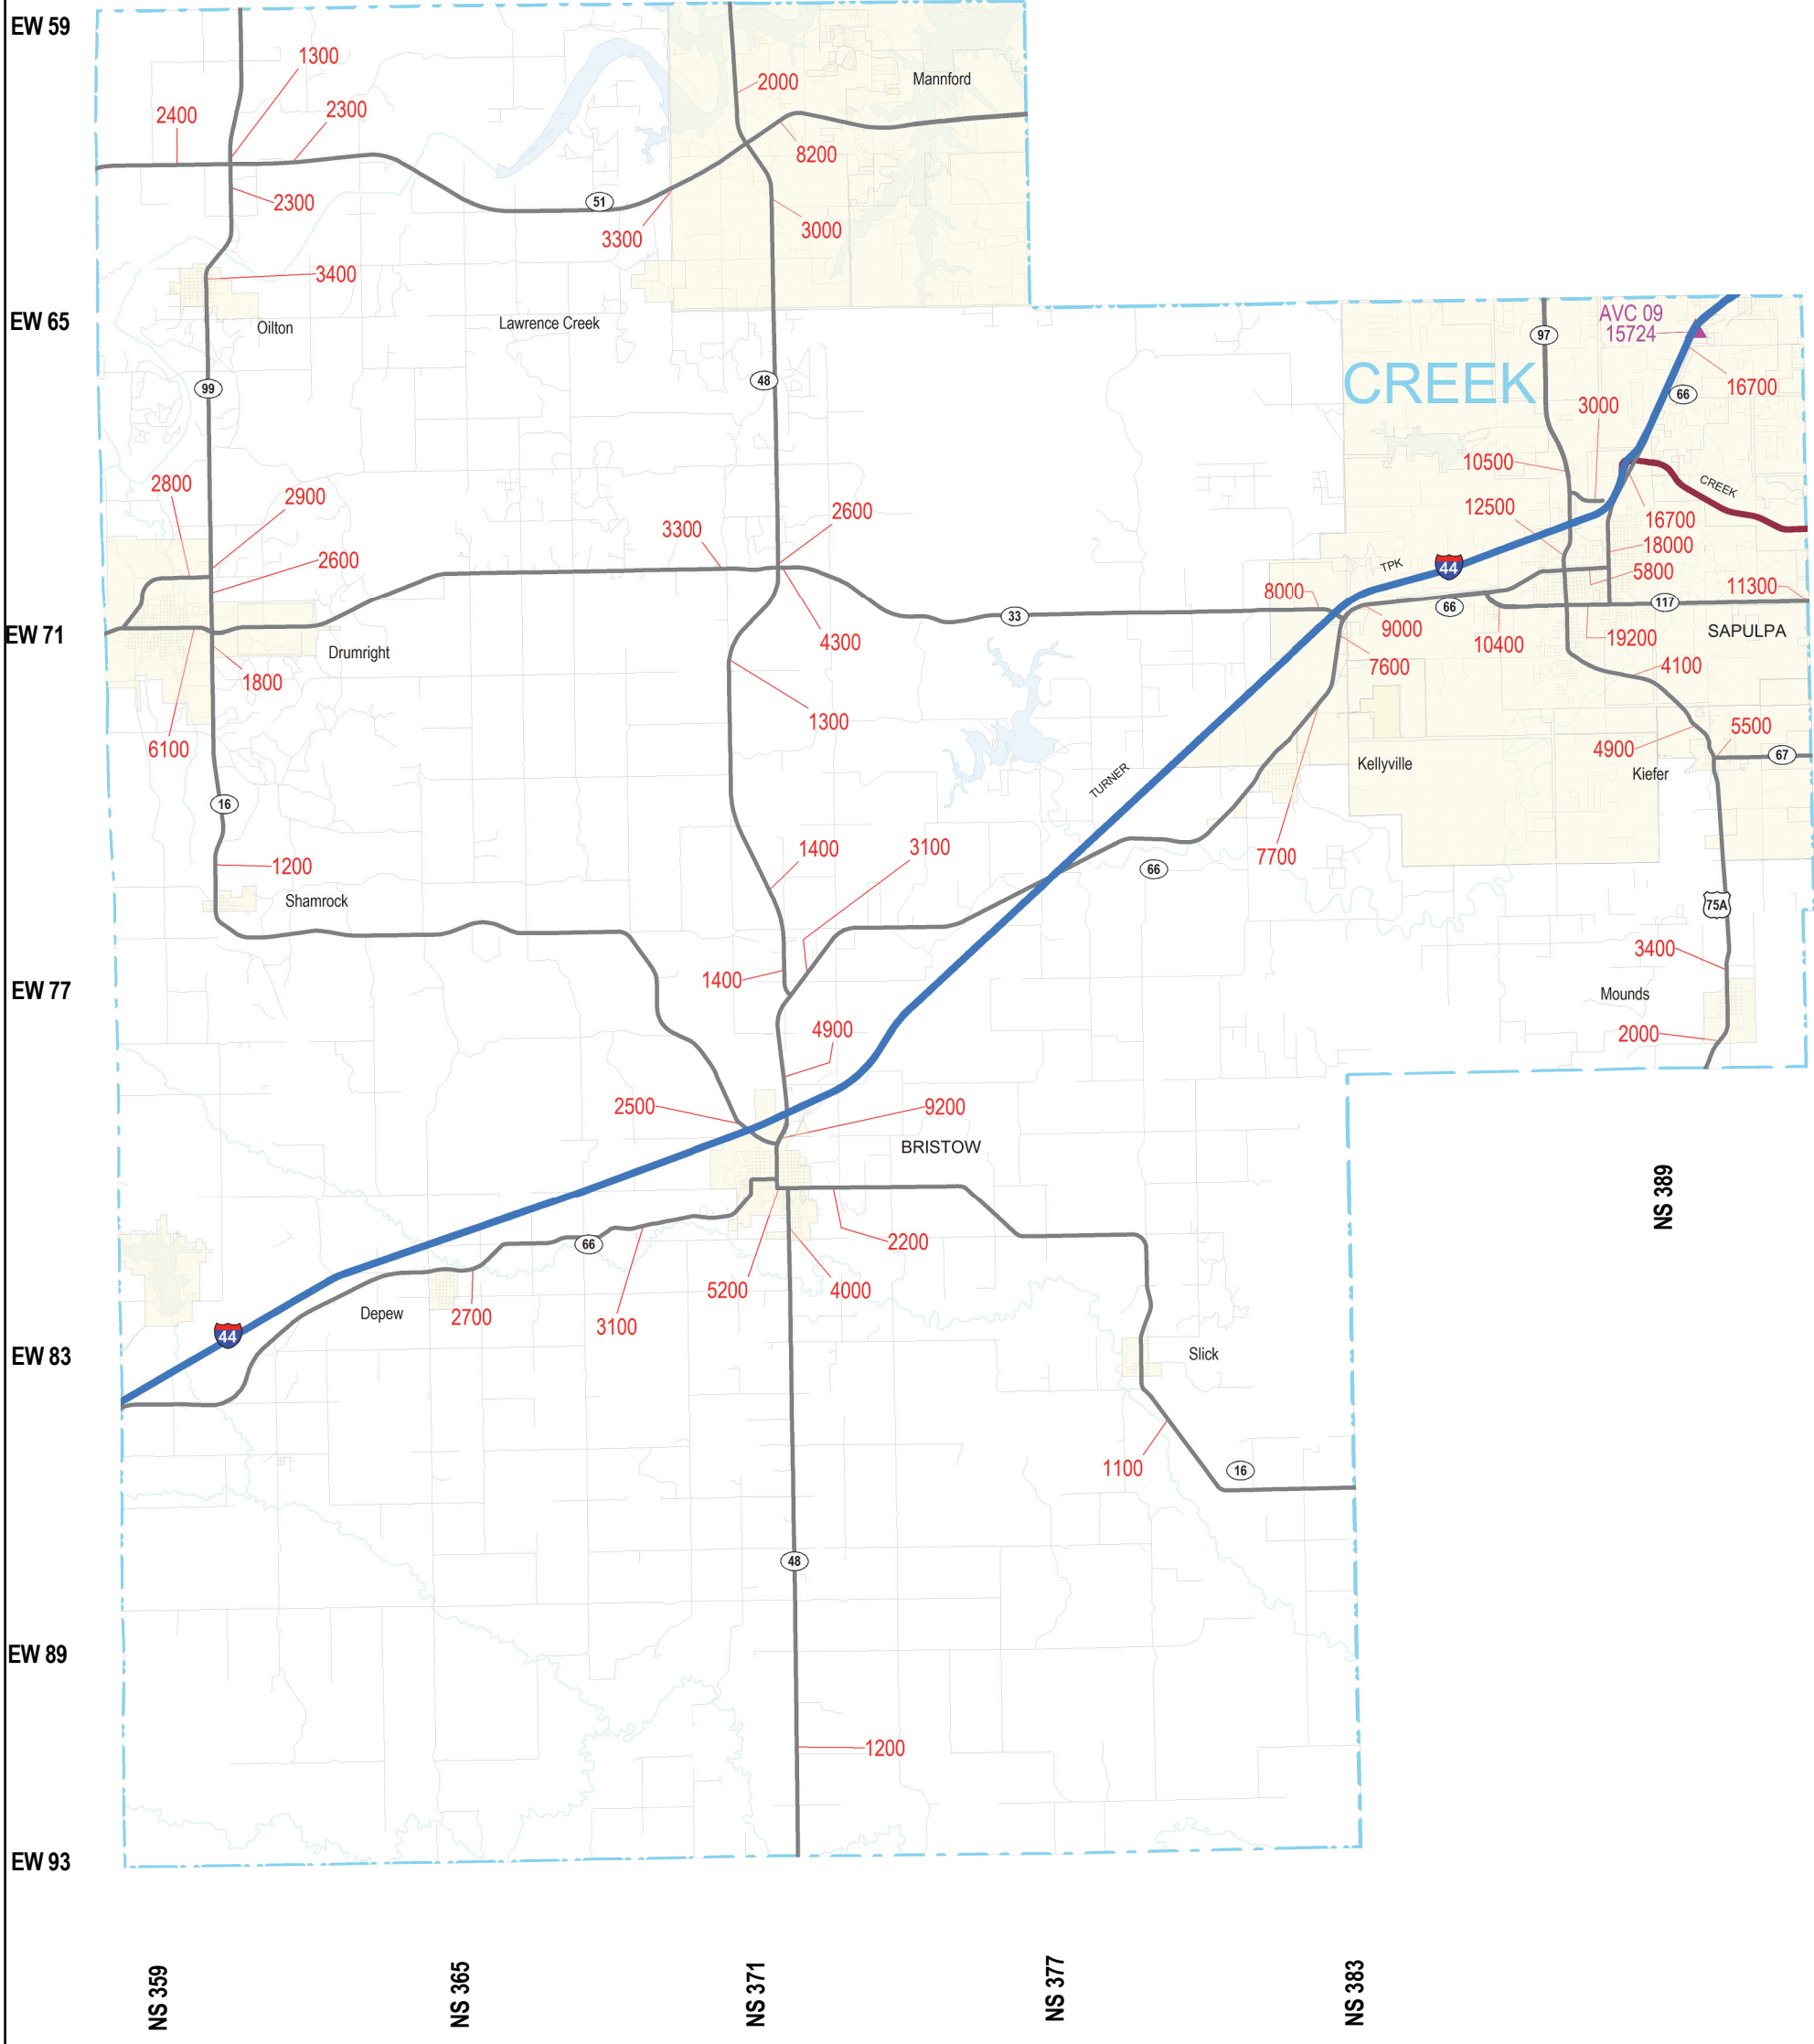 EW 59
1300
2000
Mannford
2400
2300
8200
2300
51
3300
3000
3400
EW 65
Oilton
Lawrence Creek
97
AVC 09
15724
99
48
CREEK
16700
66
3000
2800
2900
10500
CREEK
3300
2600
12500
16700
2600
18000
TPK
44
5800
8000
11300
EW 71
33
66
117
4300
9000
10400
19200
SAPULPA
Drumright
7600
4100
1800
1300
6100
5500
4900
67
Kellyville
Kiefer
TURNER
16
1400
3100
7700
1200
66
Shamrock
75A
3400
1400
EW 77
Mounds
4900
2000
2500
9200
BRISTOW
NS 389
66
2200
5200
4000
2700
3100
Depew
44
EW 83
Slick
1100
16
48
EW 89
1200
EW 93
NS 359
NS 365
NS 371
NS 377
NS 383